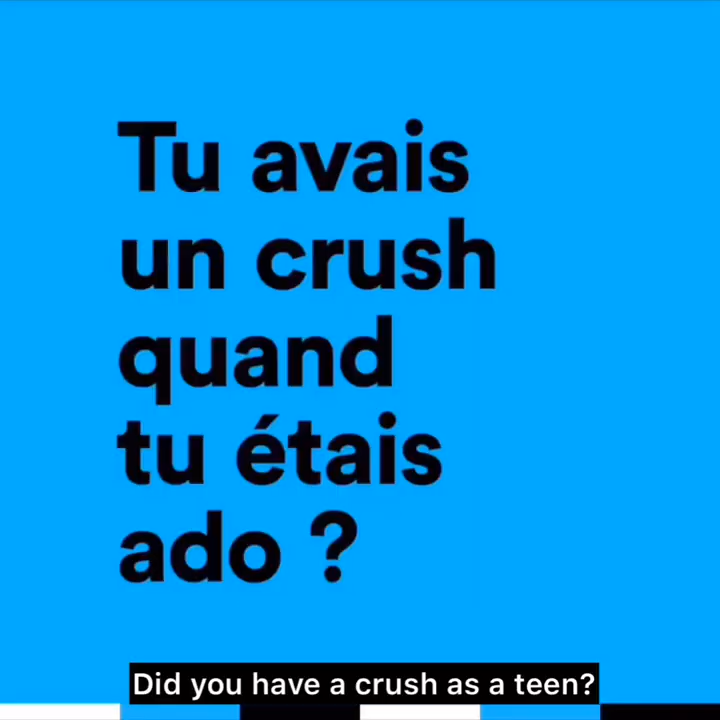 Tu avais
un crush
quand
tu étais
ado ?
Did you have a crush as a teen?